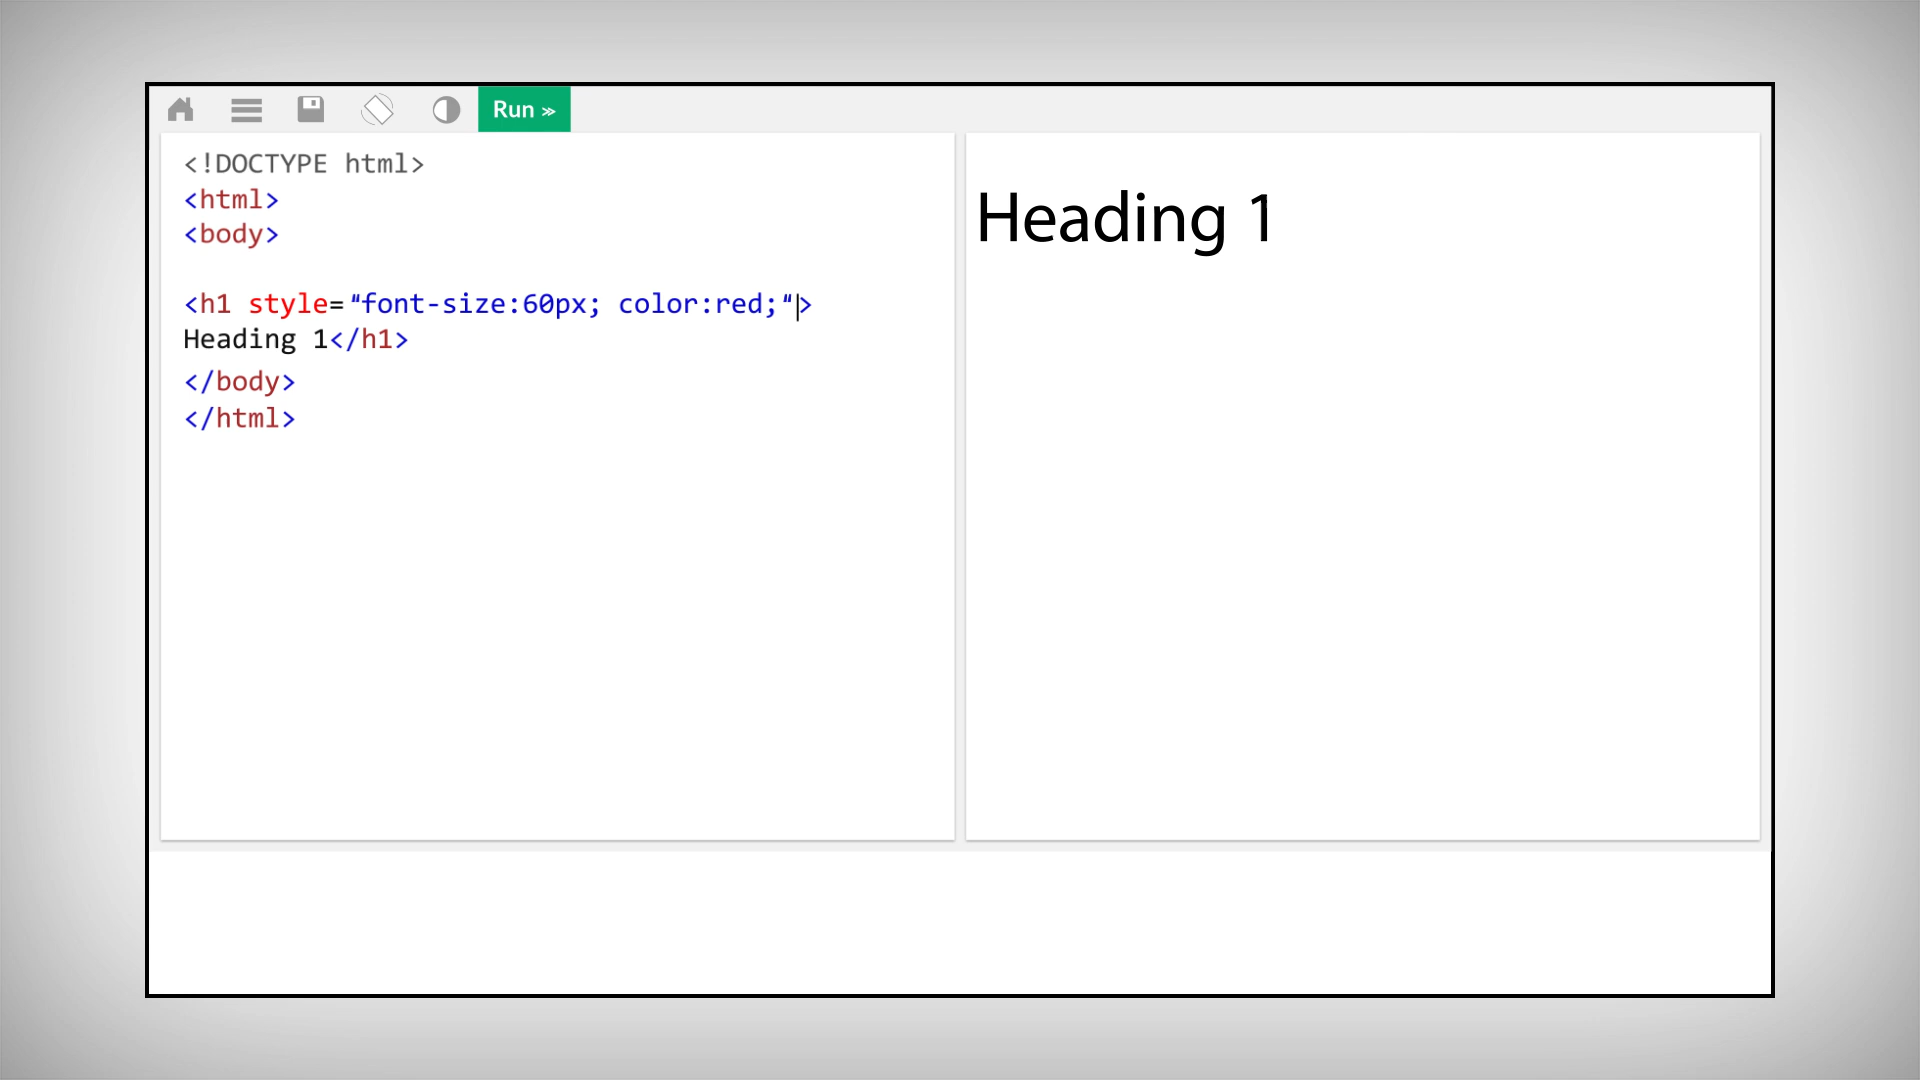 Run »
<!DOCTYPE html>
<html>
<body>
<h1 style=“font-size:60px; color:red;“>
Heading 1</h1>
</body>
</html>
Heading 1